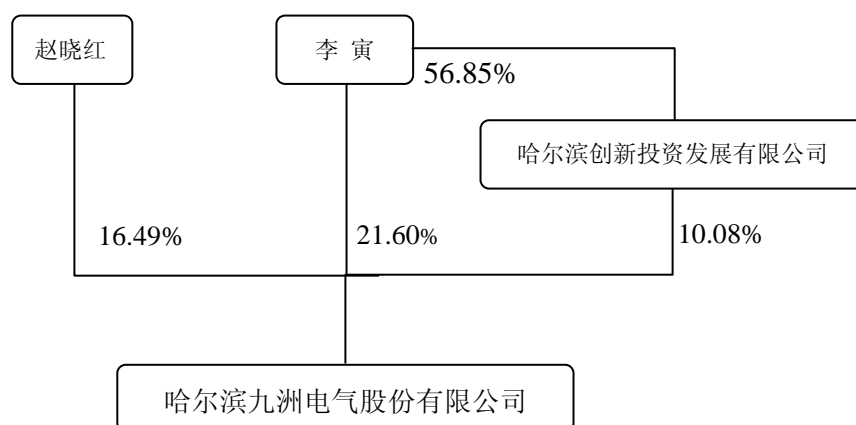 赵晓红
李 寅
56.85%
哈尔滨创新投资发展有限公司
16.49%
21.60%
10.08%
哈尔滨九洲电气股份有限公司